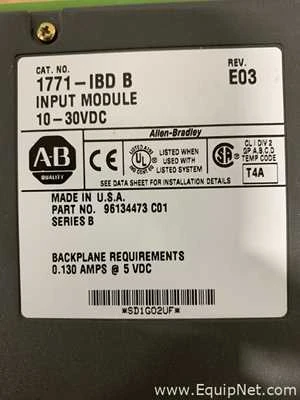 CAT. NO.
1771-IBD B
INPUT MODULE
10-30VDC
REV.
E03
Allen-Bradley
A-B
QUALITY
CE
UL
LISTED
LISTED WHEN
USED WITH
SA
CL I DIV 2
GP A,B,C,D
TEMP CODE
T4A
SEE DATA SHEET FOR INSTALLATION DETAILS
MADE IN U.S.A.
PART NO. 96134473 C01
SERIES B
BACKPLANE REQUIREMENTS
0.130 AMPS @ 5 VDC
*SD1G02UF*
www.EquipNet.com